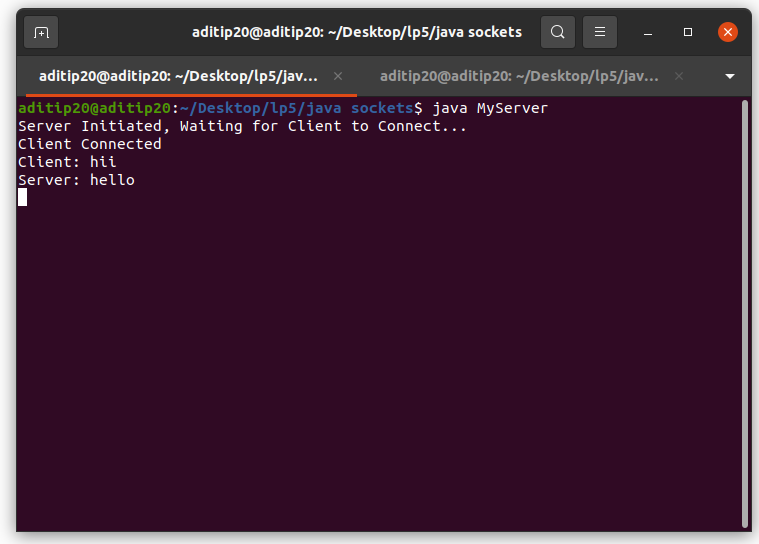 aditip20@aditip20: ~/Desktop/lp5/java sockets
aditip20@aditip20: ~/Desktop/lp5/jav...
aditip20@aditip20: ~/Desktop/lp5/jav...
aditip20@aditip20:~/Desktop/lp5/java sockets$ java MyServer
Server Initiated, Waiting for Client to Connect...
Client Connected
Client: hii
Server: hello